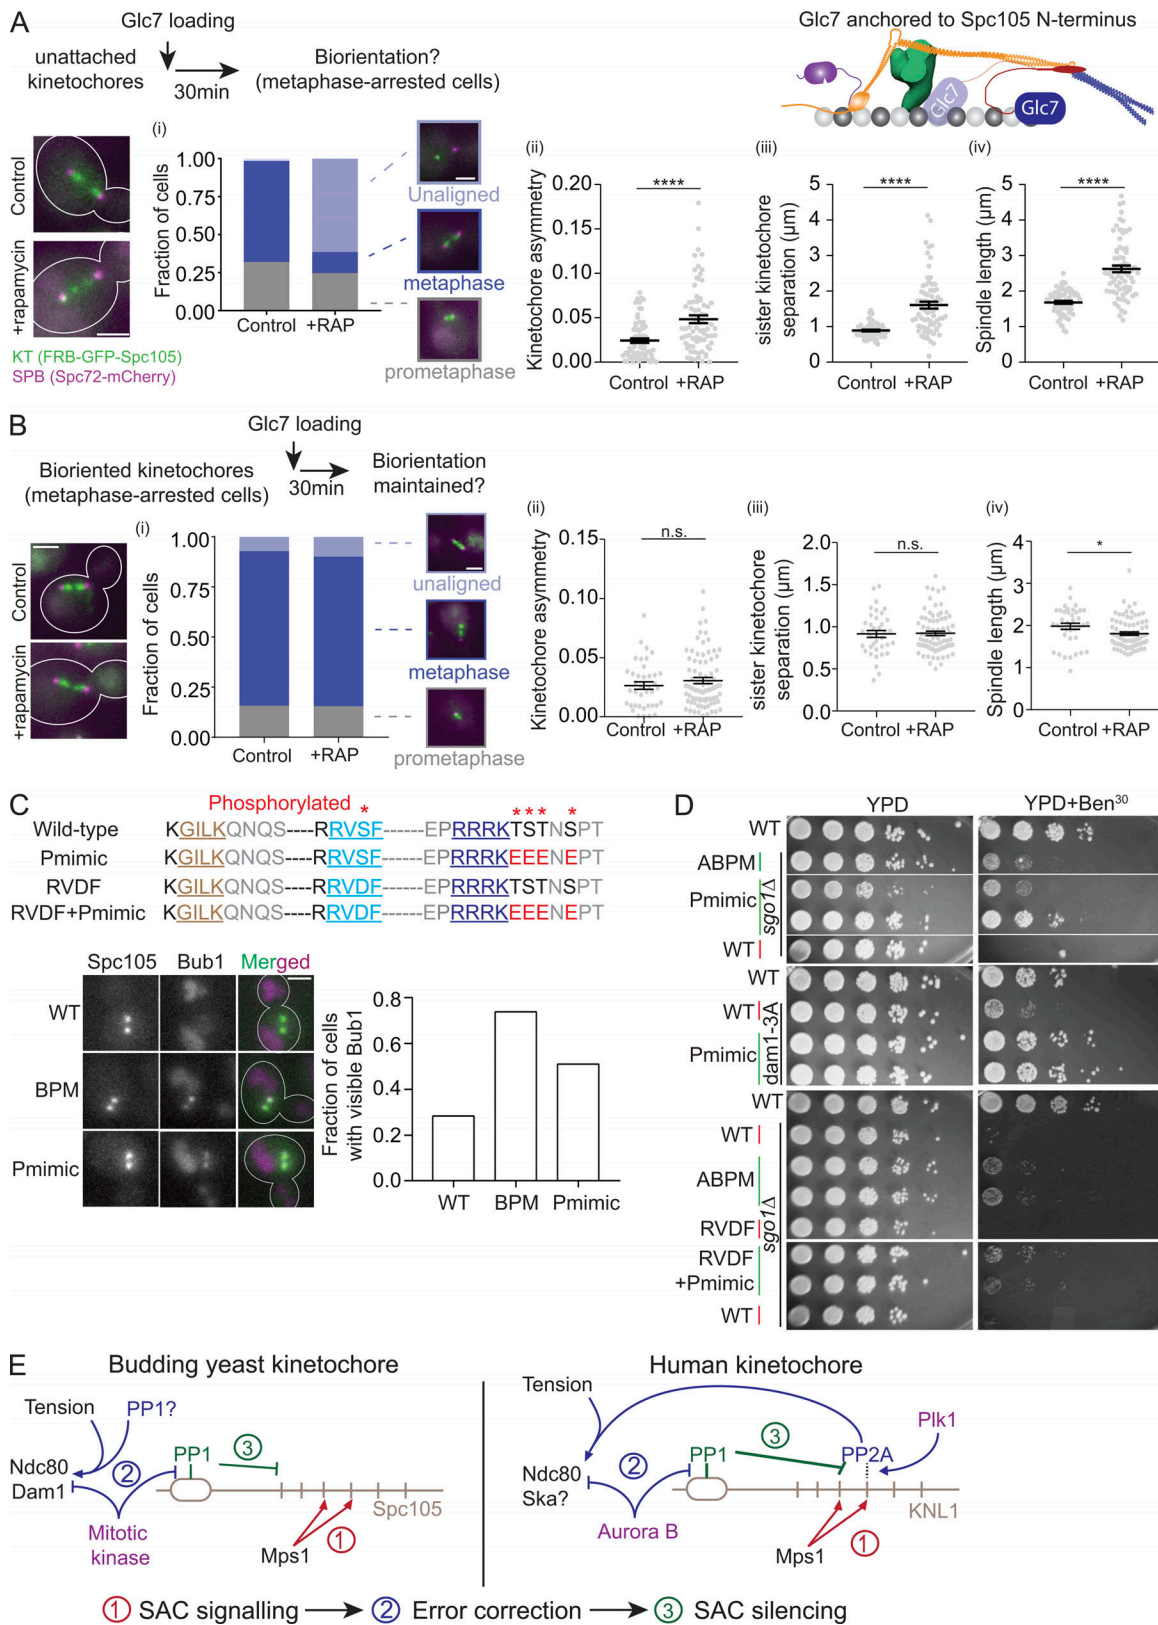 A
Glc7 loading
unattached
kinetochores
30min
Biorientation?
(metaphase-arrested cells)
Glc7 anchored to Spc105 N-terminus
Glc7
Glc7
Control
+rapamycin
KT (FRB-GFP-Spc105)
SPB (Spc72-mCherry)
(i)
Fraction of cells
1.00
0.75
0.50
0.25
0.00
Control +RAP
Unaligned
metaphase
prometaphase
(ii)
Kinetochore asymmetry
0.20
0.15
0.10
0.05
0.00
****
Control +RAP
(iii)
sister kinetochore
separation (µm)
5
4
3
2
1
0
****
Control +RAP
(iv)
Spindle length (µm)
5
4
3
2
1
0
****
Control +RAP
B
Glc7 loading
Bioriented kinetochores
(metaphase-arrested cells)
30min
Biorientation
maintained?
Control
+rapamycin
(i)
Fraction of cells
1.00
0.75
0.50
0.25
0.00
Control +RAP
unaligned
metaphase
prometaphase
(ii)
Kinetochore asymmetry
0.15
0.10
0.05
0.00
n.s.
Control +RAP
(iii)
sister kinetochore
separation (µm)
2.0
1.5
1.0
0.5
0.0
n.s.
Control +RAP
(iv)
Spindle length (µm)
4
3
2
1
0
*
Control +RAP
C
Phosphorylated * *** *
Wild-type KGILKQNQS----RRVSF------EPRRRKTSTNSPT
Pmimic KGILKQNQS----RRVSF------EPRRRKEEENEPT
RVDF KGILKQNQS----RRVDF------EPRRRKTSTNSPT
RVDF+Pmimic KGILKQNQS----RRVDF------EPRRRKEEENEPT
Spc105 Bub1 Merged
WT
BPM
Pmimic
Fraction of cells
with visible Bub1
0.8
0.6
0.4
0.2
0.0
WT BPM Pmimic
D
YPD YPD+Ben30
WT
ABPM
Pmimic
WT
sgo1Δ
WT
WT
Pmimic
dam1-3A
WT
WT
ABPM
RVDF
RVDF
+Pmimic
WT
sgo1Δ
E
Budding yeast kinetochore
Tension
PP1?
PP1
3
Ndc80
Dam1
2
Spc105
Mitotic
kinase
Mps1
1
Human kinetochore
Tension
Plk1
PP1
3
PP2A
Ndc80
Ska?
2
KNL1
Aurora B
Mps1
1
1 SAC signalling 2 Error correction 3 SAC silencing